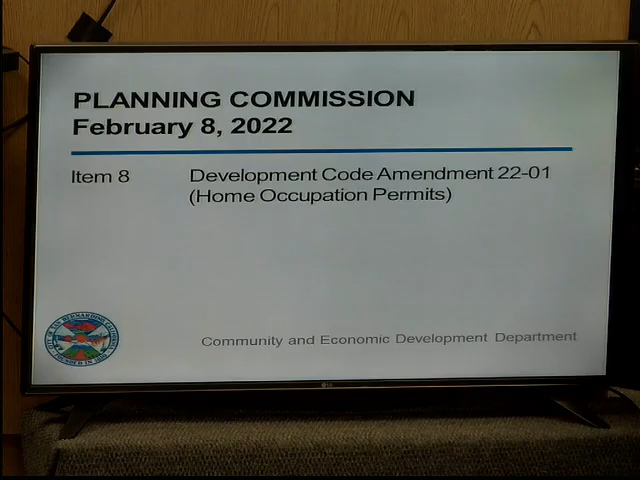 PLANNING COMMISSION
February 8, 2022
Item 8 Development Code Amendment 22-01
(Home Occupation Permits)
Community and Economic Development Department
LG